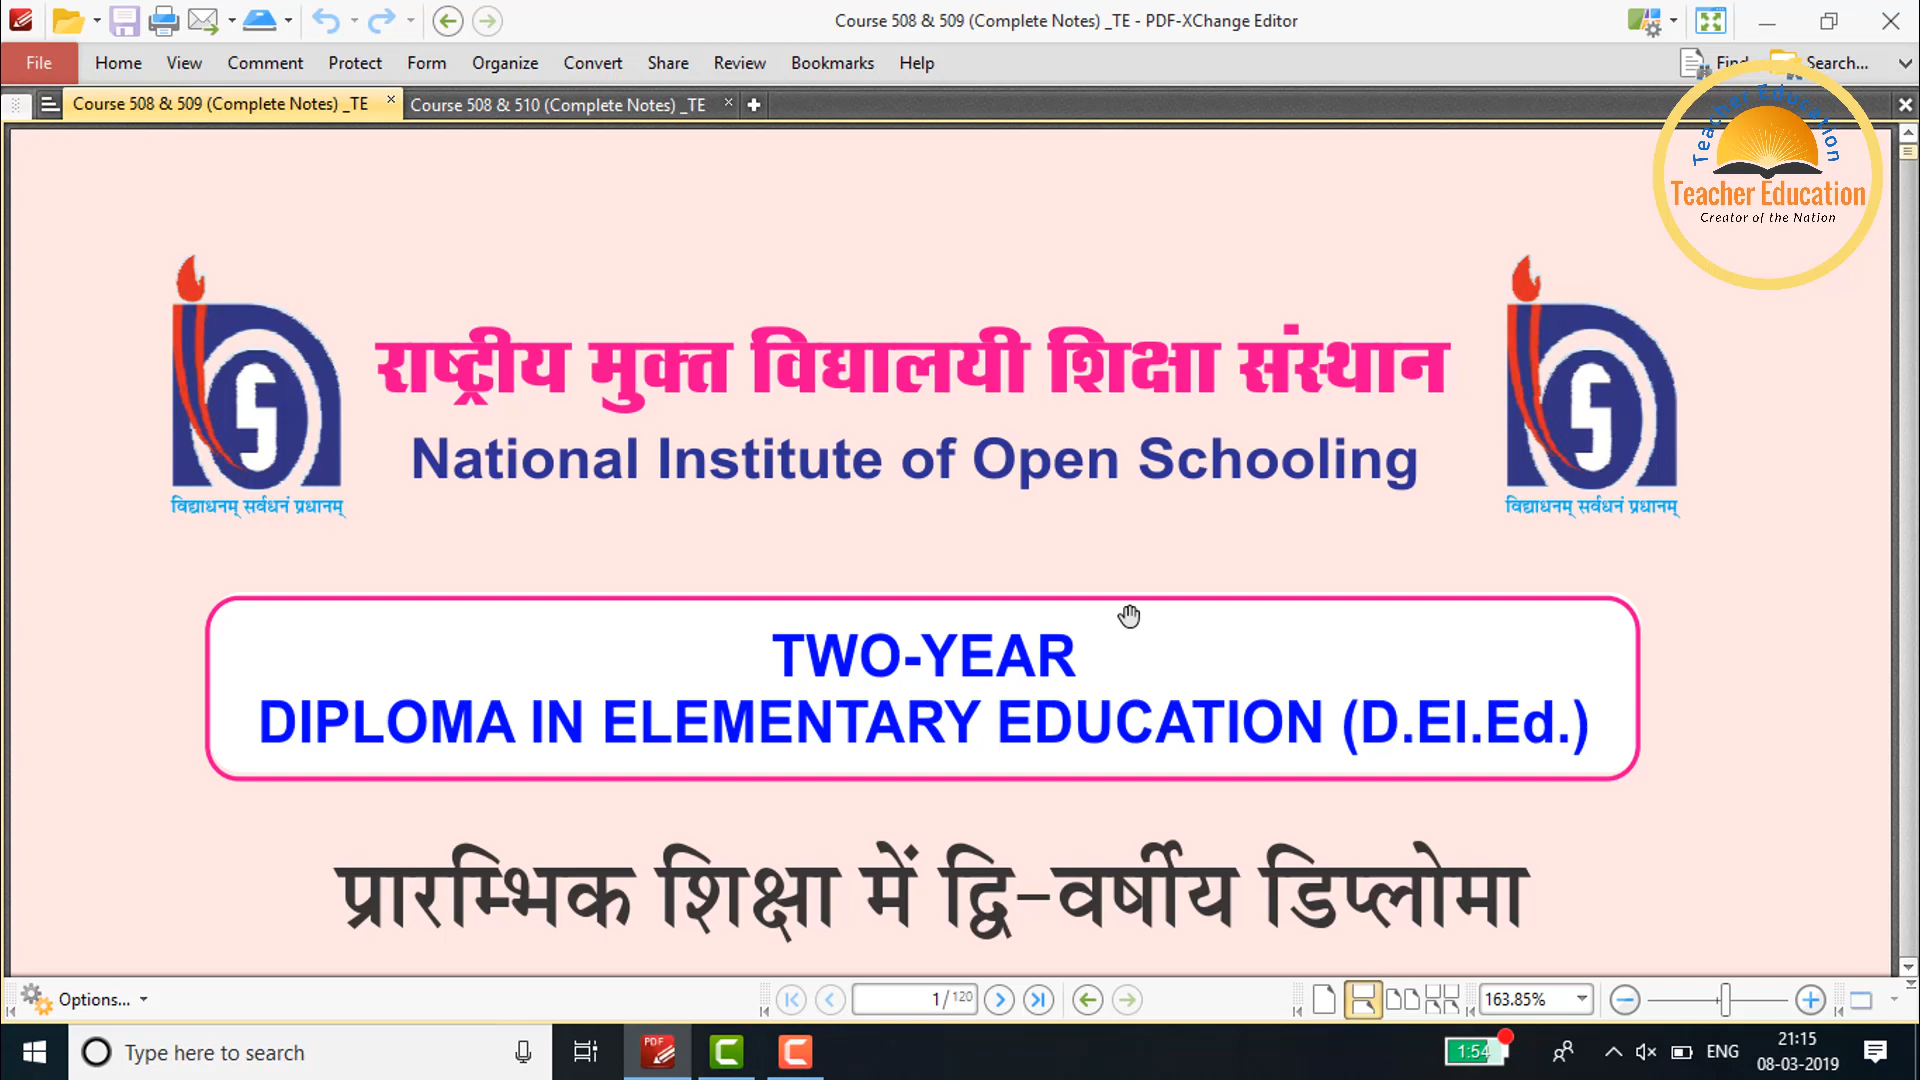 Course 508 & 509 (Complete Notes) _TE - PDF-XChange Editor
File Home View Comment Protect Form Organize Convert Share Review Bookmarks Help
Search...
Course 508 & 509 (Complete Notes) _TE
Course 508 & 510 (Complete Notes) _TE
Teacher Education
Teacher Education
Creator of the Nation
राष्ट्रीय मुक्त विद्यालयी शिक्षा संस्थान
National Institute of Open Schooling
विद्याधनम् सर्वधनं प्रधानम्
विद्याधनम् सर्वधनं प्रधानम्
TWO-YEAR
DIPLOMA IN ELEMENTARY EDUCATION (D.El.Ed.)
प्रारम्भिक शिक्षा में द्वि-वर्षीय डिप्लोमा
Options...
1/120
163.85%
Type here to search
PDF
1:54
ENG
21:15
08-03-2019